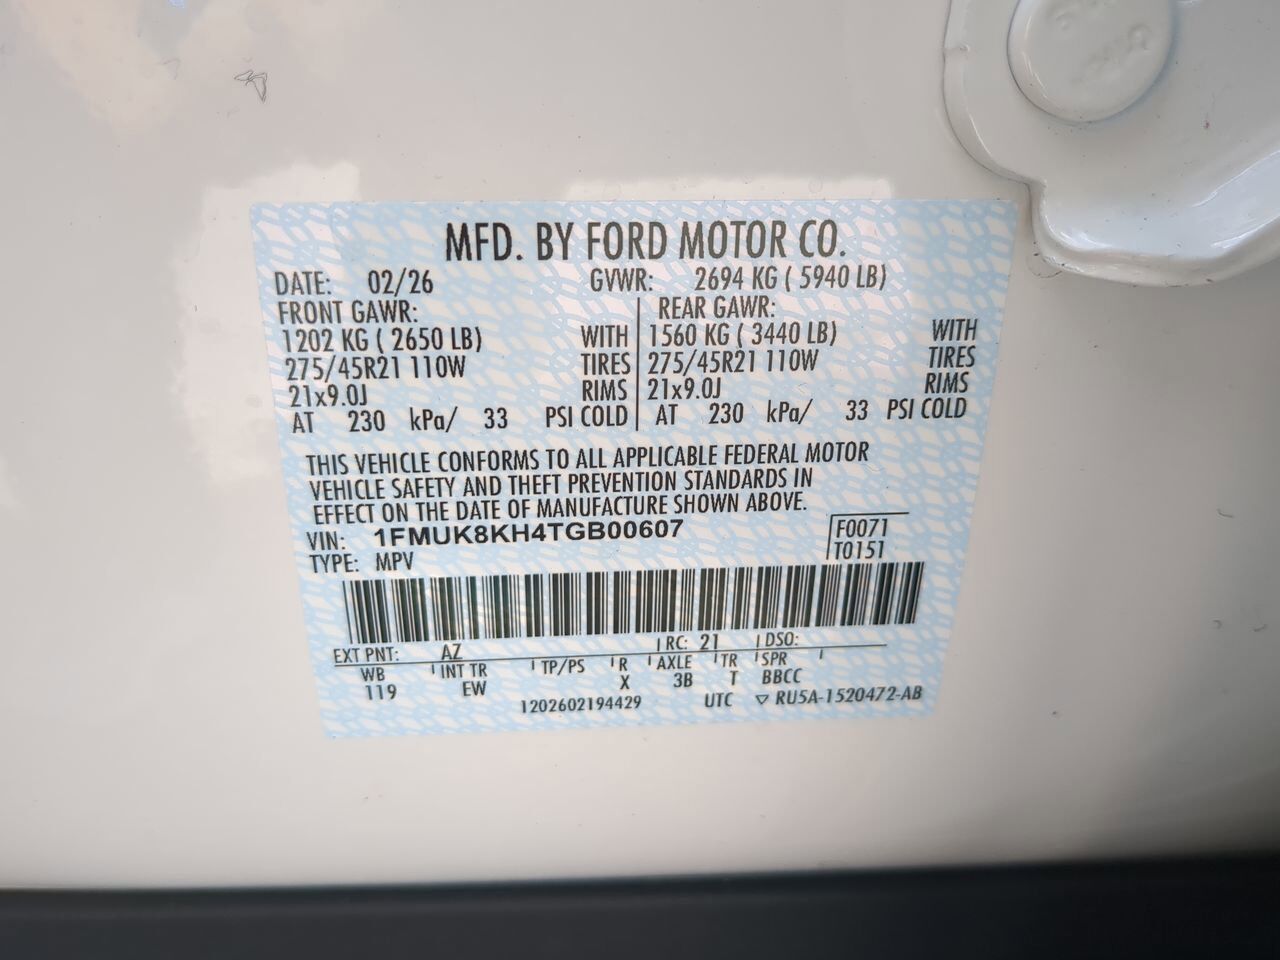 MFD. BY FORD MOTOR CO.
DATE: 02/26 GVWR: 2694 KG ( 5940 LB)
FRONT GAWR: REAR GAWR:
1202 KG ( 2650 LB) WITH 1560 KG ( 3440 LB) WITH
275/45R21 110W TIRES 275/45R21 110W TIRES
21x9.0J RIMS 21x9.0J RIMS
AT 230 kPa/ 33 PSI COLD AT 230 kPa/ 33 PSI COLD
THIS VEHICLE CONFORMS TO ALL APPLICABLE FEDERAL MOTOR
VEHICLE SAFETY AND THEFT PREVENTION STANDARDS IN
EFFECT ON THE DATE OF MANUFACTURE SHOWN ABOVE.
VIN: 1FMUK8KH4TGB00607 F0071
TYPE: MPV T0151
EXT PNT: AZ RC: 21 DSO:
WB INT TR TP/PS R AXLE TR SPR
119 EW X 3B T BBCC
1202602194429 UTC ▽ RU5A-1520472-AB